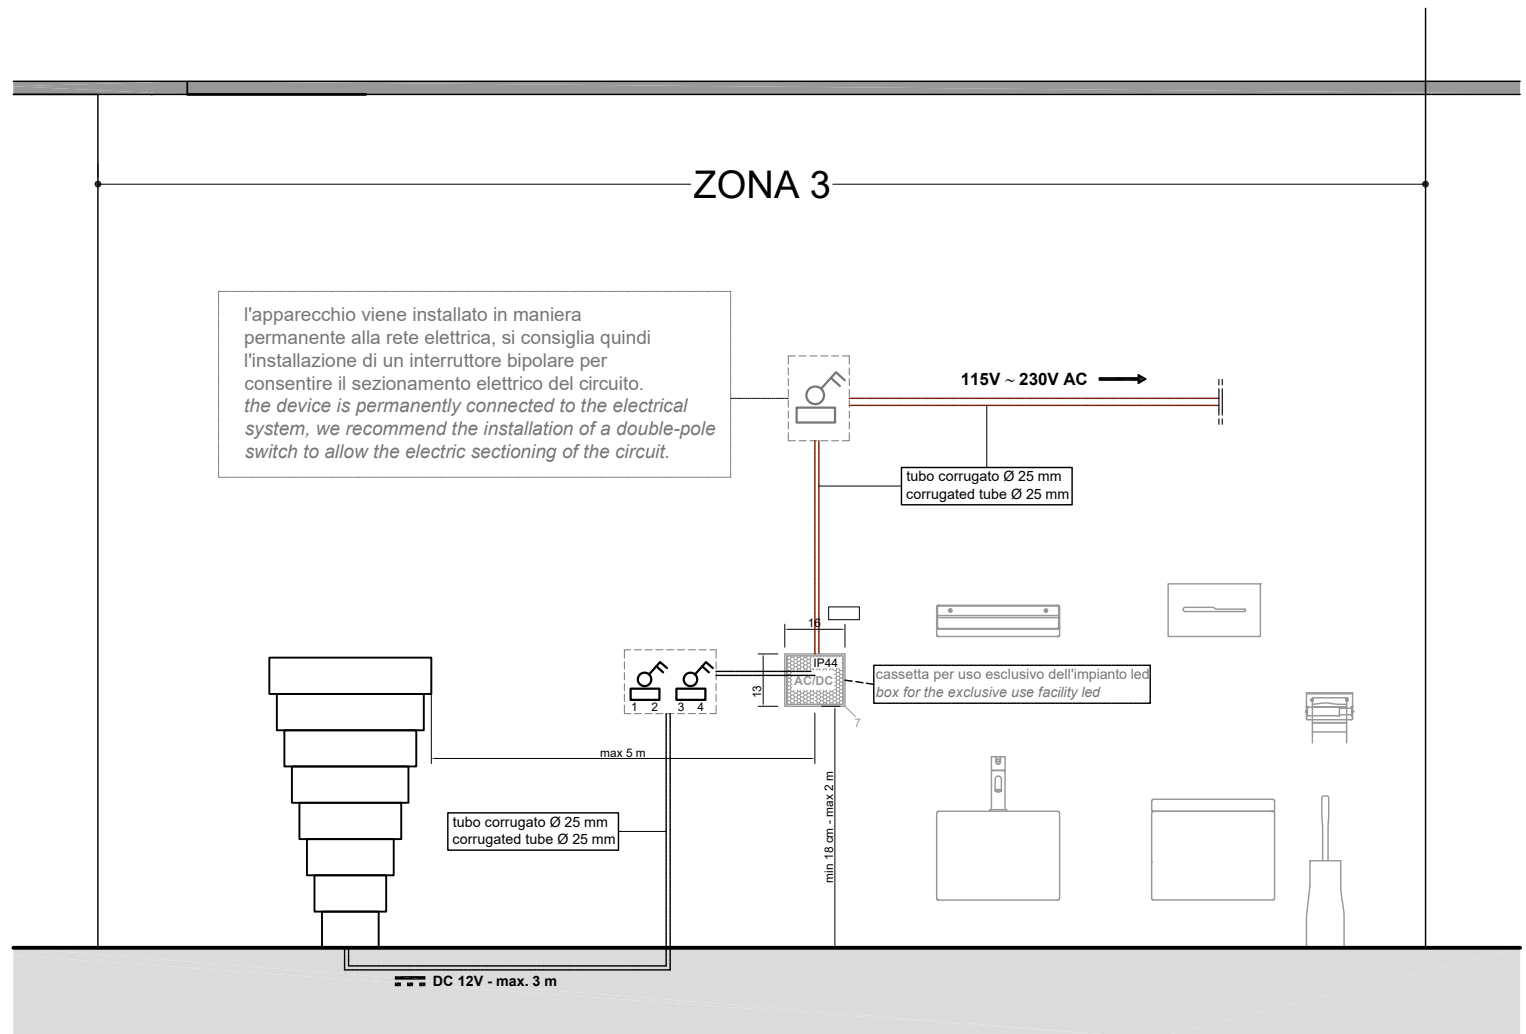 ZONA 3
l'apparecchio viene installato in maniera
permanente alla rete elettrica, si consiglia quindi
l'installazione di un interruttore bipolare per
consentire il sezionamento elettrico del circuito.
the device is permanently connected to the electrical
system, we recommend the installation of a double-pole
switch to allow the electric sectioning of the circuit.
115V ~ 230V AC
tubo corrugato Ø 25 mm
corrugated tube Ø 25 mm
16
IP44
AC/DC
13
7
cassetta per uso esclusivo dell'impianto led
box for the exclusive use facility led
1 2 3 4
max 5 m
min 18 cm - max 2 m
tubo corrugato Ø 25 mm
corrugated tube Ø 25 mm
DC 12V - max. 3 m